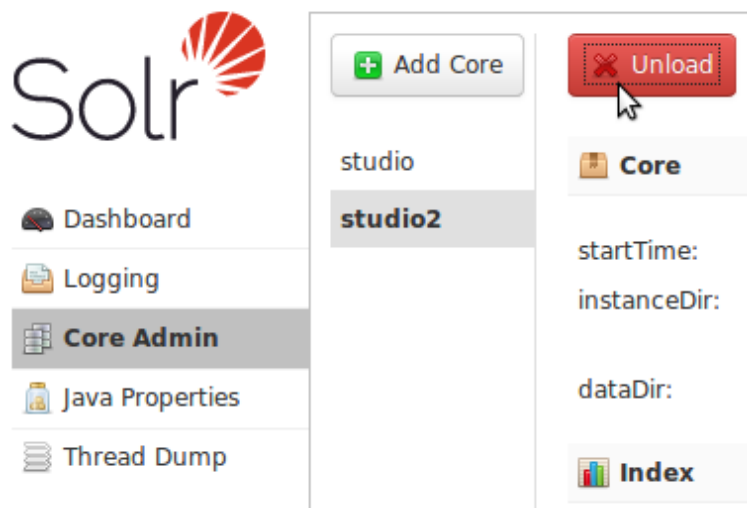 Solr
Dashboard
Logging
Core Admin
Java Properties
Thread Dump
Add Core
studio
studio2
Unload
Core
startTime:
instanceDir:
dataDir:
Index